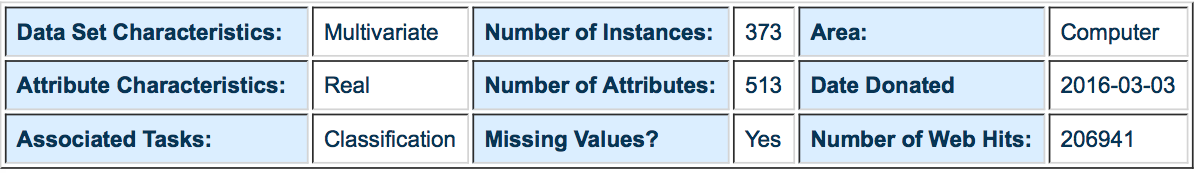 Data Set Characteristics: Multivariate Number of Instances: 373 Area: Computer
Attribute Characteristics: Real Number of Attributes: 513 Date Donated 2016-03-03
Associated Tasks: Classification Missing Values? Yes Number of Web Hits: 206941